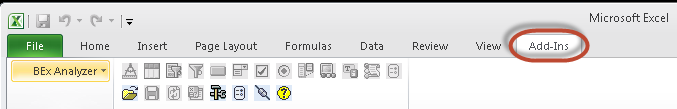 Microsoft Excel
File Home Insert Page Layout Formulas Data Review View Add-Ins
BEx Analyzer